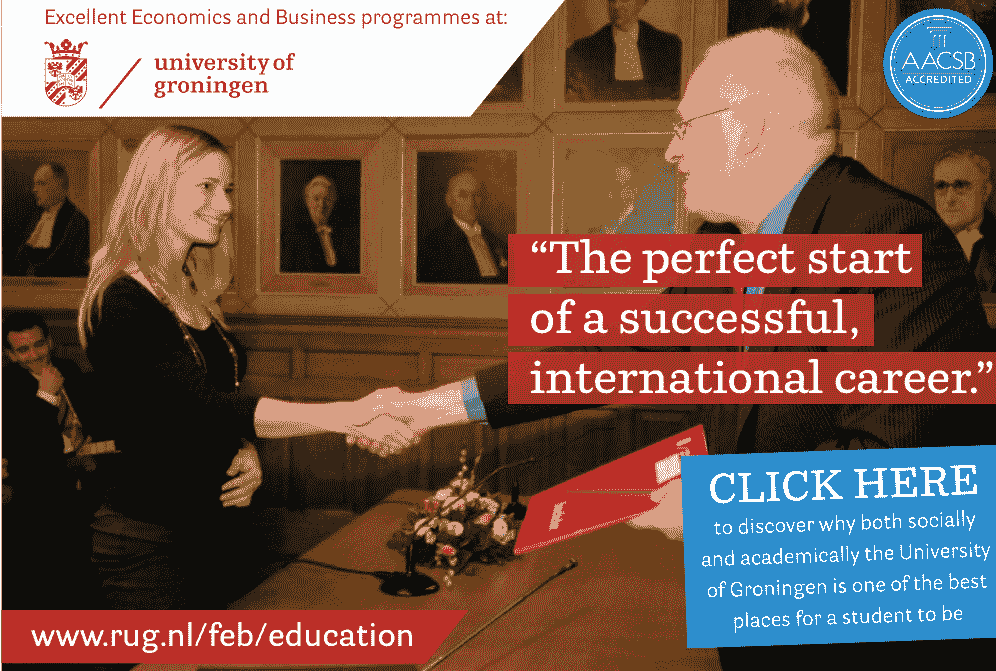 Excellent Economics and Business programmes at:
university of
groningen
AACSB
ACCREDITED
“The perfect start
of a successful,
international career.”
CLICK HERE
to discover why both socially
and academically the University
of Groningen is one of the best
places for a student to be
www.rug.nl/feb/education